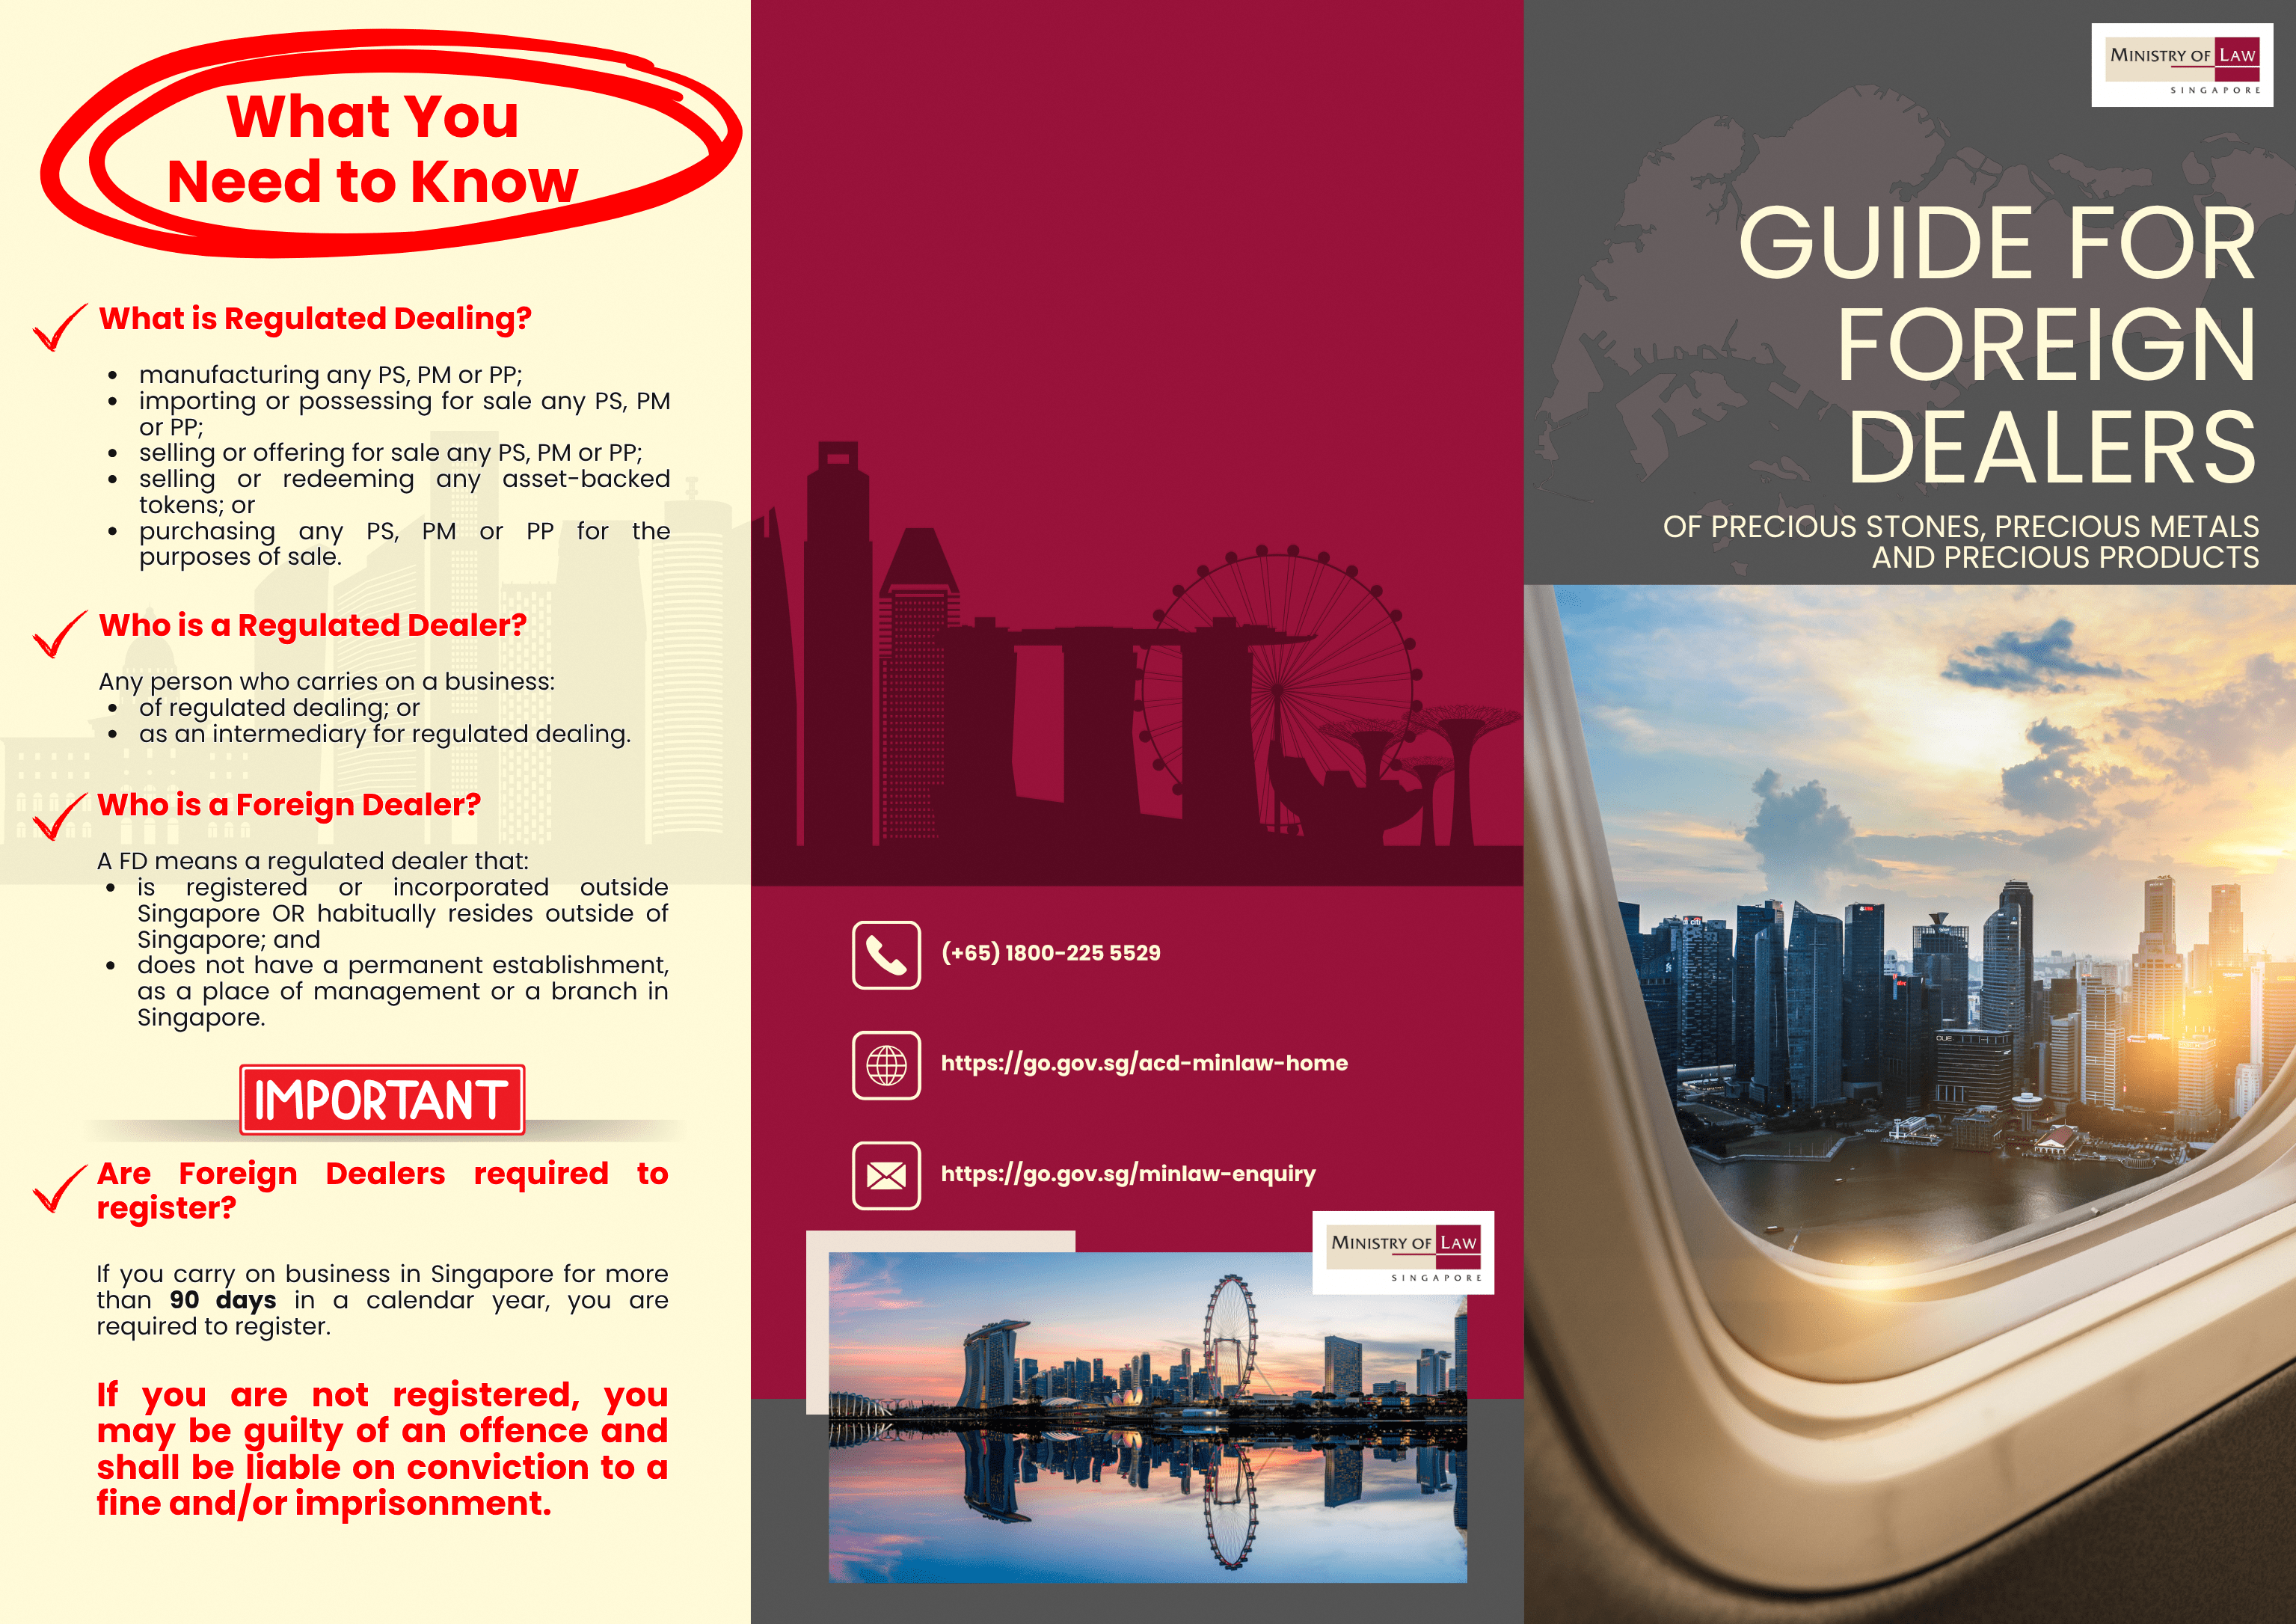 What You
Need to Know
What is Regulated Dealing?
• manufacturing any PS, PM or PP;
• importing or possessing for sale any PS, PM
or PP;
• selling or offering for sale any PS, PM or PP;
• selling or redeeming any asset-backed
tokens; or
• purchasing any PS, PM or PP for the
purposes of sale.
Who is a Regulated Dealer?
Any person who carries on a business:
• of regulated dealing; or
• as an intermediary for regulated dealing.
Who is a Foreign Dealer?
A FD means a regulated dealer that:
• is registered or incorporated outside
Singapore OR habitually resides outside of
Singapore; and
• does not have a permanent establishment,
as a place of management or a branch in
Singapore.
IMPORTANT
Are Foreign Dealers required to
register?
If you carry on business in Singapore for more
than 90 days in a calendar year, you are
required to register.
If you are not registered, you
may be guilty of an offence and
shall be liable on conviction to a
fine and/or imprisonment.
(+65) 1800-225 5529
https://go.gov.sg/acd-minlaw-home
https://go.gov.sg/minlaw-enquiry
MINISTRY OF LAW
SINGAPORE
MINISTRY OF LAW
SINGAPORE
GUIDE FOR
FOREIGN
DEALERS
OF PRECIOUS STONES, PRECIOUS METALS
AND PRECIOUS PRODUCTS
citi
OUE